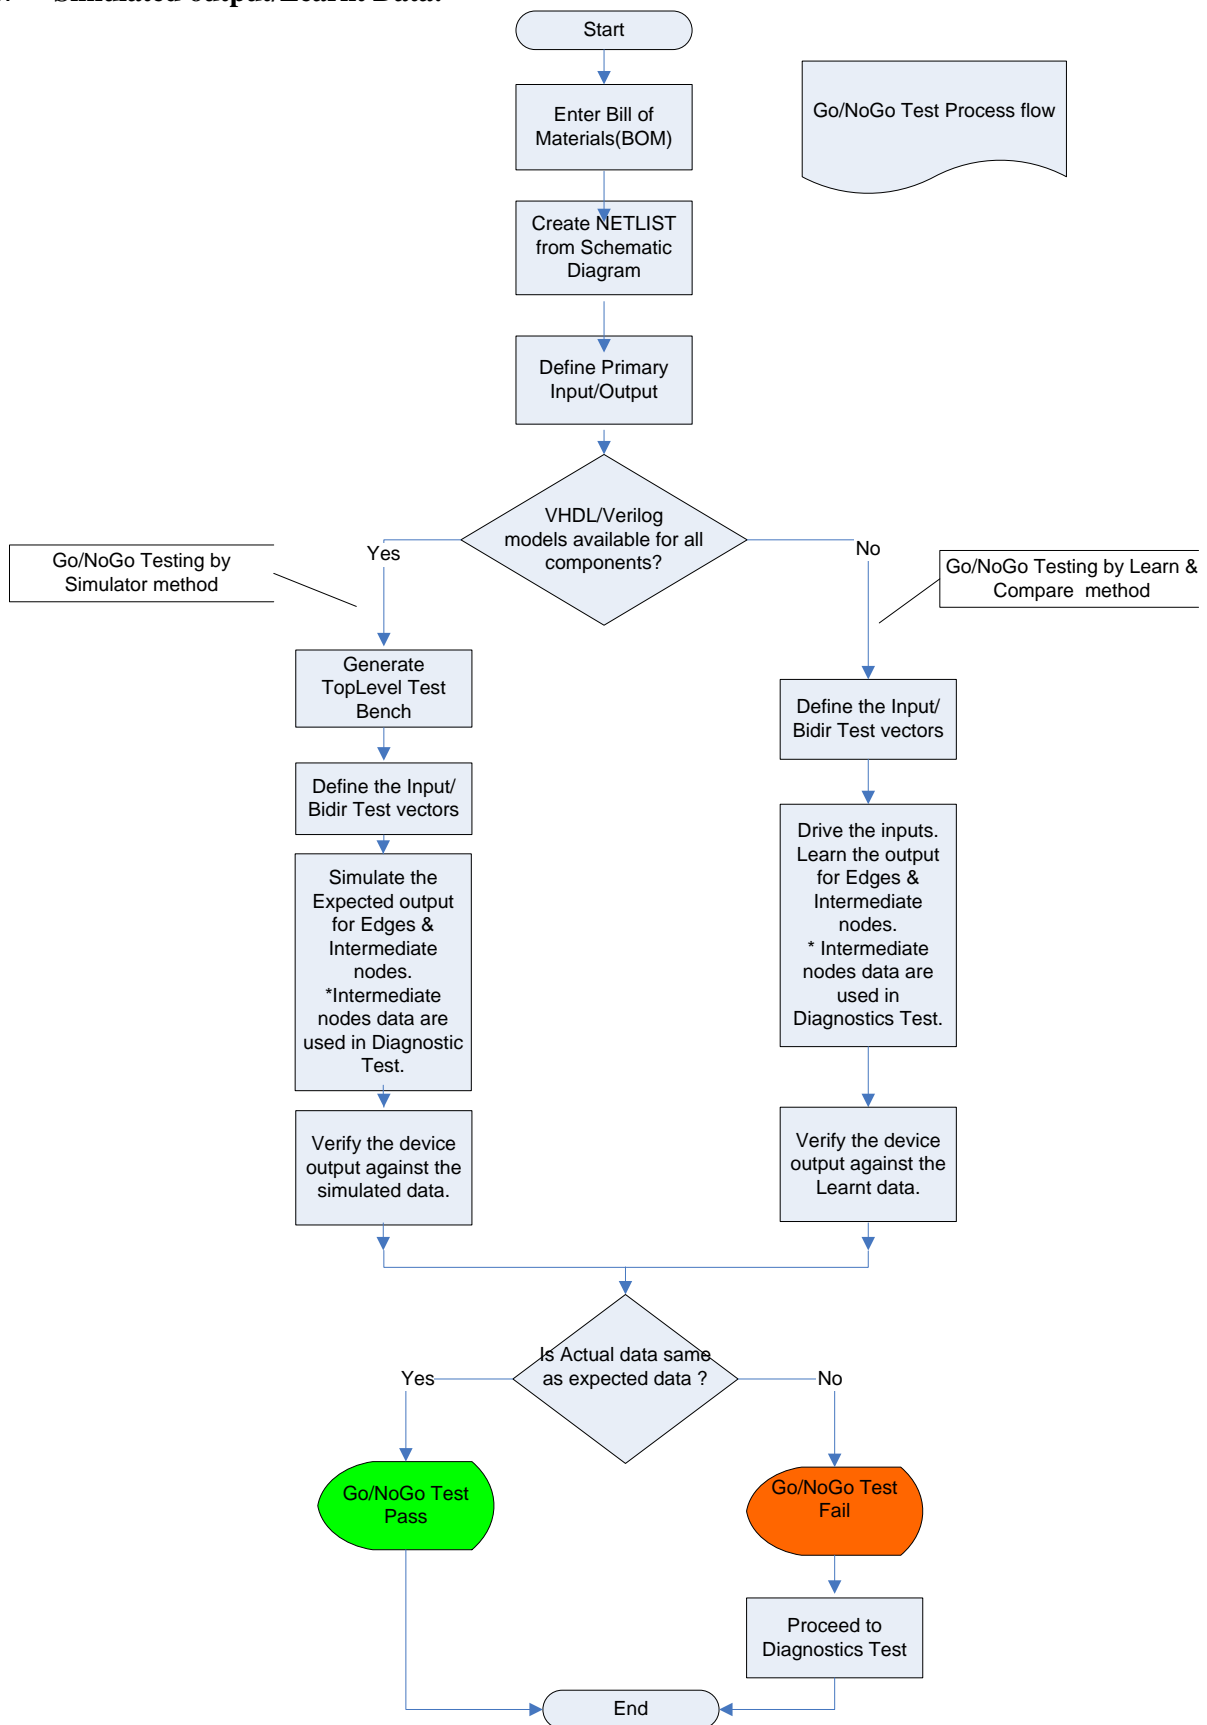 Simulated output/Learnt Data.
Start
Go/NoGo Test Process flow
Enter Bill of
Materials(BOM)
Create NETLIST
from Schematic
Diagram
Define Primary
Input/Output
VHDL/Verilog
models available for all
components?
Yes
No
Go/NoGo Testing by
Simulator method
Go/NoGo Testing by Learn &
Compare method
Generate
TopLevel Test
Bench
Define the Input/
Bidir Test vectors
Simulate the
Expected output
for Edges &
Intermediate
nodes.
*Intermediate
nodes data are
used in Diagnostic
Test.
Verify the device
output against the
simulated data.
Define the Input/
Bidir Test vectors
Drive the inputs.
Learn the output
for Edges &
Intermediate
nodes.
* Intermediate
nodes data are
used in
Diagnostics Test.
Verify the device
output against the
Learnt data.
Is Actual data same
as expected data ?
Yes
No
Go/NoGo Test
Pass
Go/NoGo Test
Fail
Proceed to
Diagnostics Test
End